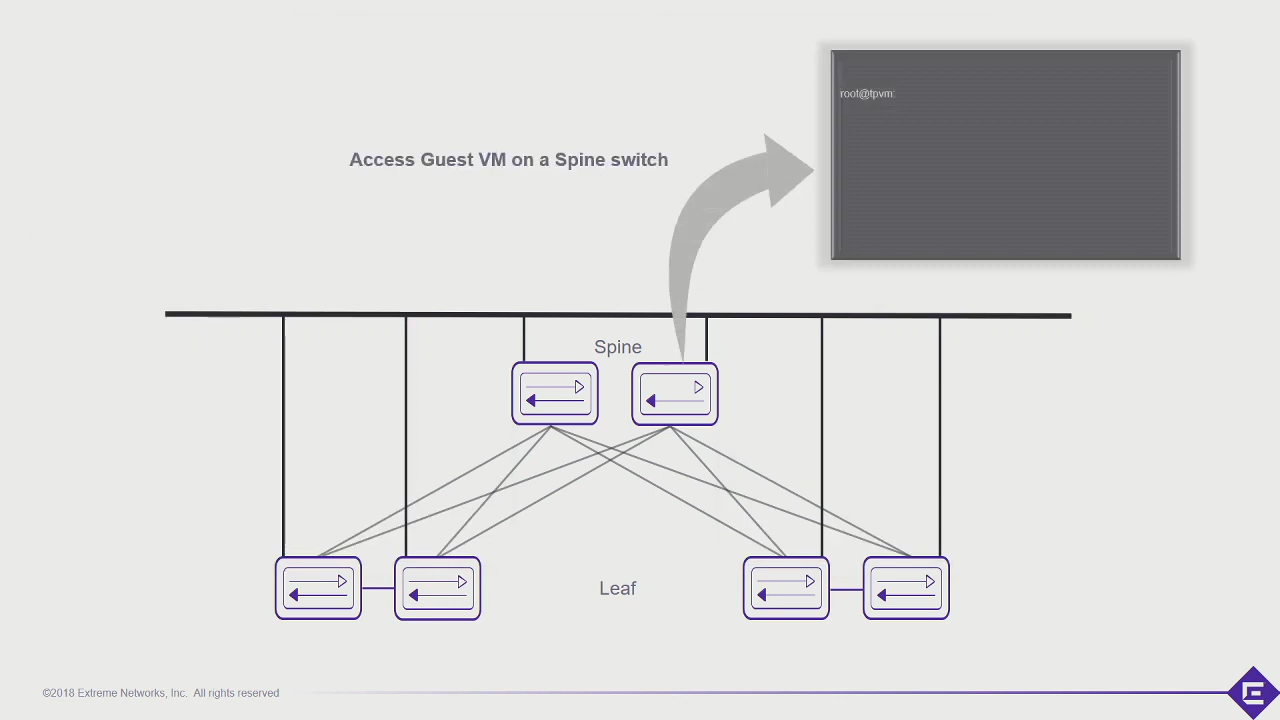 root@tpvm:
Access Guest VM on a Spine switch
Spine
Leaf
©2018 Extreme Networks, Inc.  All rights reserved